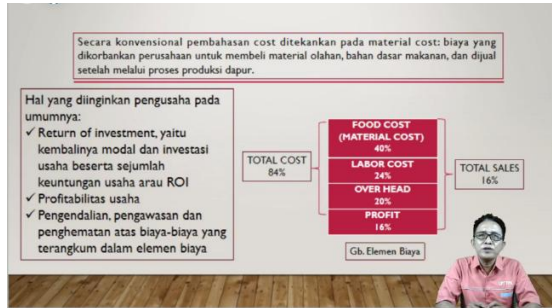 Secara konvensional pembahasan cost ditekankan pada material cost: biaya yang
dikorbankan perusahaan untuk membeli material olahan, bahan dasar makanan, dan dijual
setelah melalui proses produksi dapur.
Hal yang diinginkan pengusaha pada
umumnya:
✓ Return of investment, yaitu
kembalinya modal dan investasi
usaha beserta sejumlah
keuntungan usaha arau ROI
✓ Profitabilitas usaha
✓ Pengendalian, pengawasan dan
penghematan atas biaya-biaya yang
terangkum dalam elemen biaya
TOTAL COST
84%
FOOD COST
(MATERIAL COST)
40%
LABOR COST
24%
OVER HEAD
20%
PROFIT
16%
TOTAL SALES
16%
Gb. Elemen Biaya